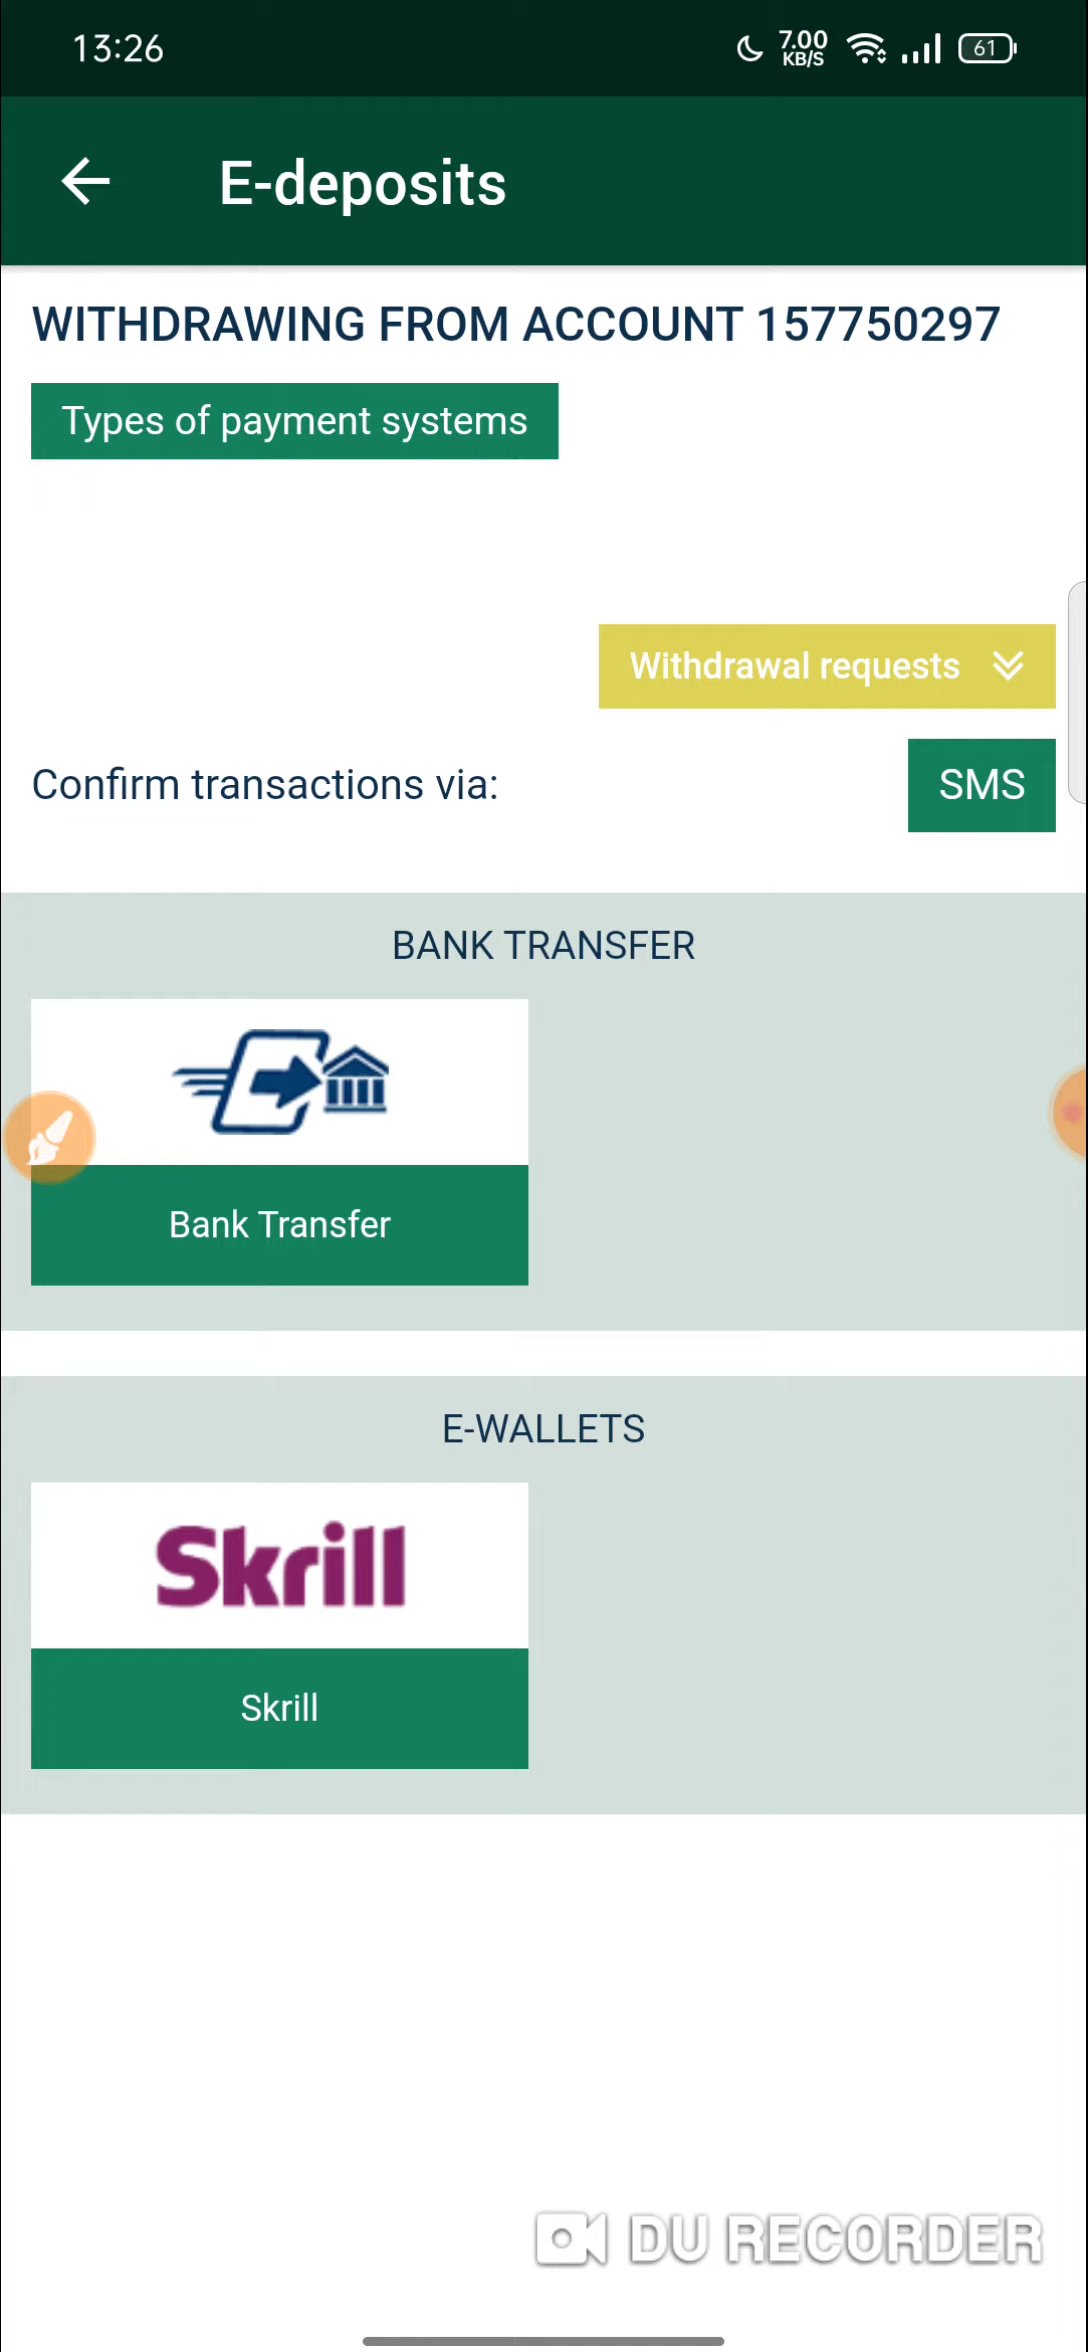 13:26
7.00
KB/S
61
E-deposits
WITHDRAWING FROM ACCOUNT 157750297
Types of payment systems
Withdrawal requests
Confirm transactions via:
SMS
BANK TRANSFER
Bank Transfer
E-WALLETS
Skrill
Skrill
DU RECORDER